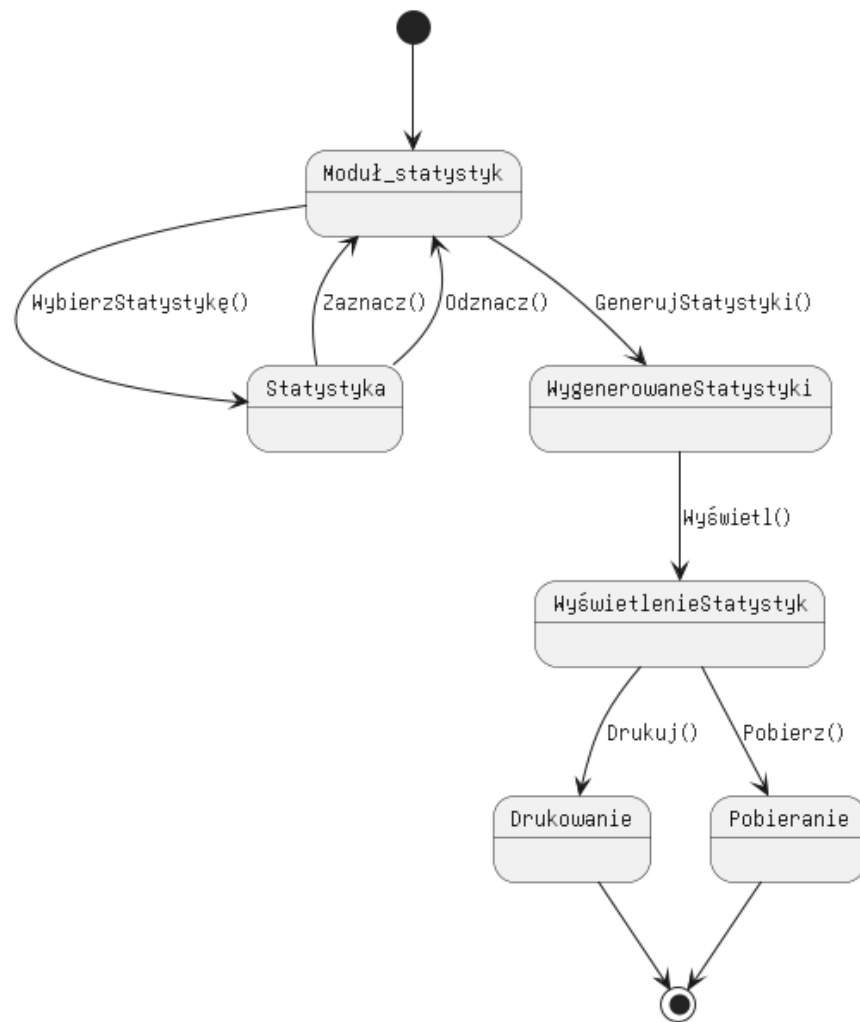 Moduł_statystyk
WybierzStatystykę()
Zaznacz()
Odznacz()
GenerujStatystyki()
Statystyka
WygenerowaneStatystyki
Wyświetl()
WyświetlenieStatystyk
Drukuj()
Pobierz()
Drukowanie
Pobieranie